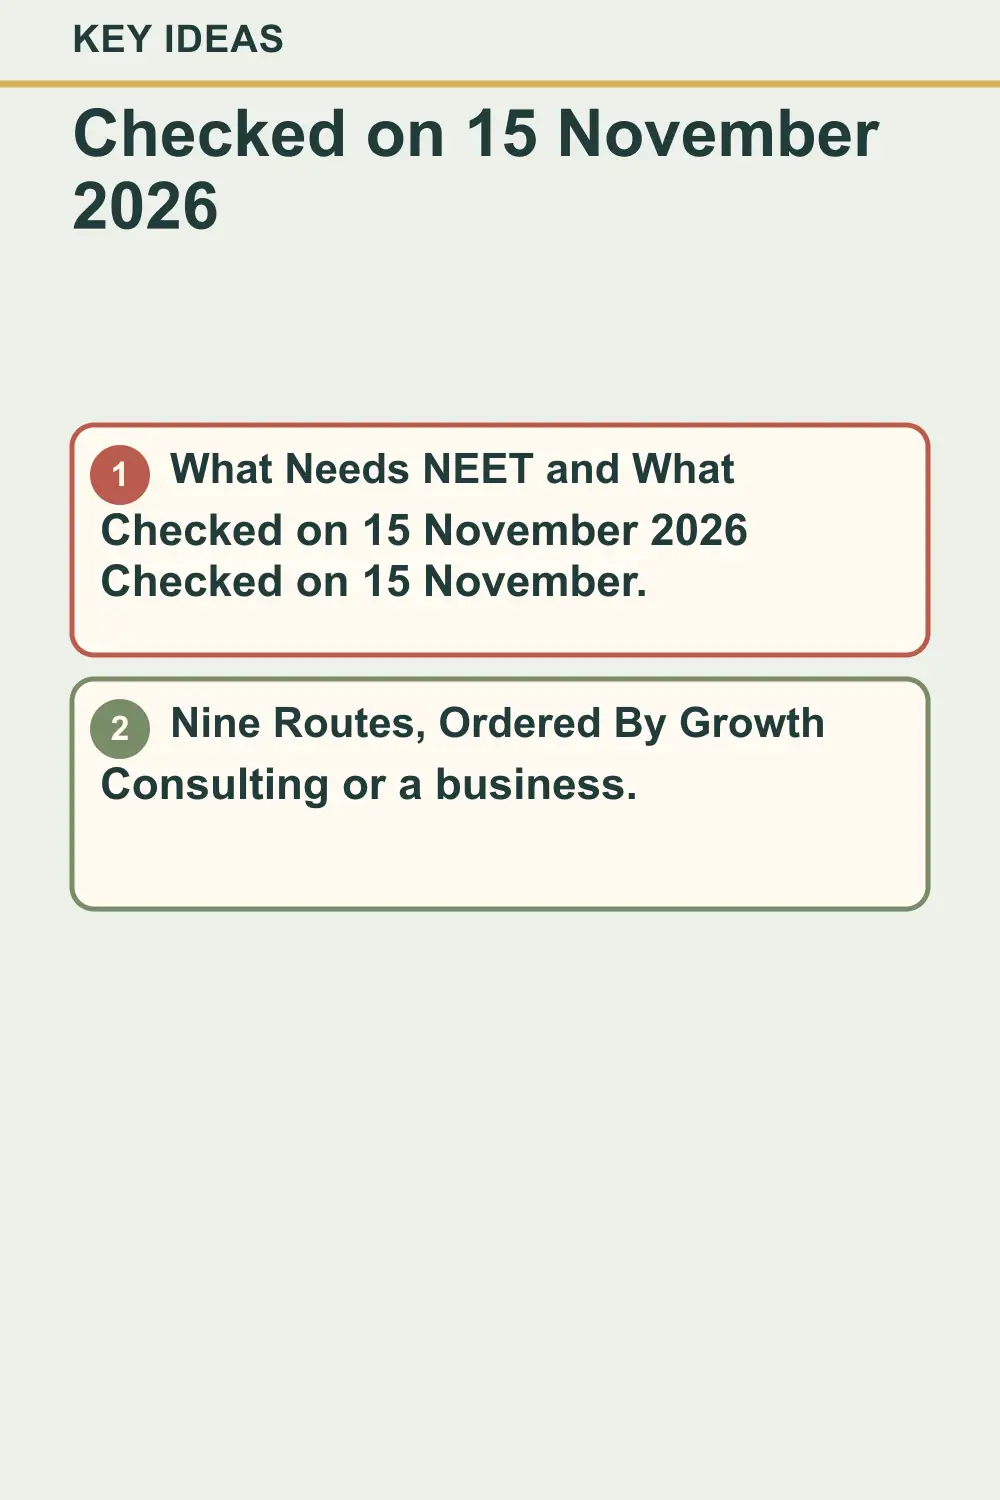 KEY IDEAS
Checked on 15 November
2026
1 What Needs NEET and What
Checked on 15 November 2026
Checked on 15 November.
2 Nine Routes, Ordered By Growth
Consulting or a business.